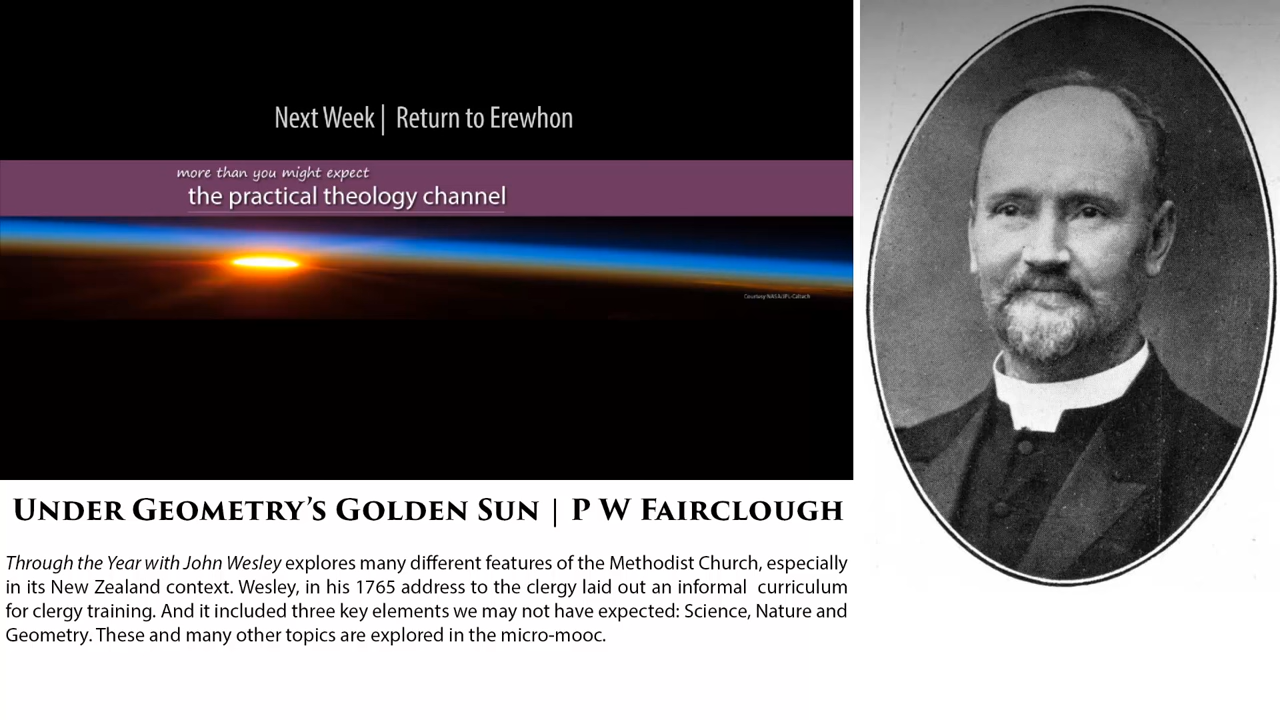 Next Week | Return to Erewhon
more than you might expect
the practical theology channel
Courtesy NASA/JPL-Caltech
Under Geometry's Golden Sun | P W Fairclough
Through the Year with John Wesley explores many different features of the Methodist Church, especially
in its New Zealand context. Wesley, in his 1765 address to the clergy laid out an informal curriculum
for clergy training. And it included three key elements we may not have expected: Science, Nature and
Geometry. These and many other topics are explored in the micro-mooc.